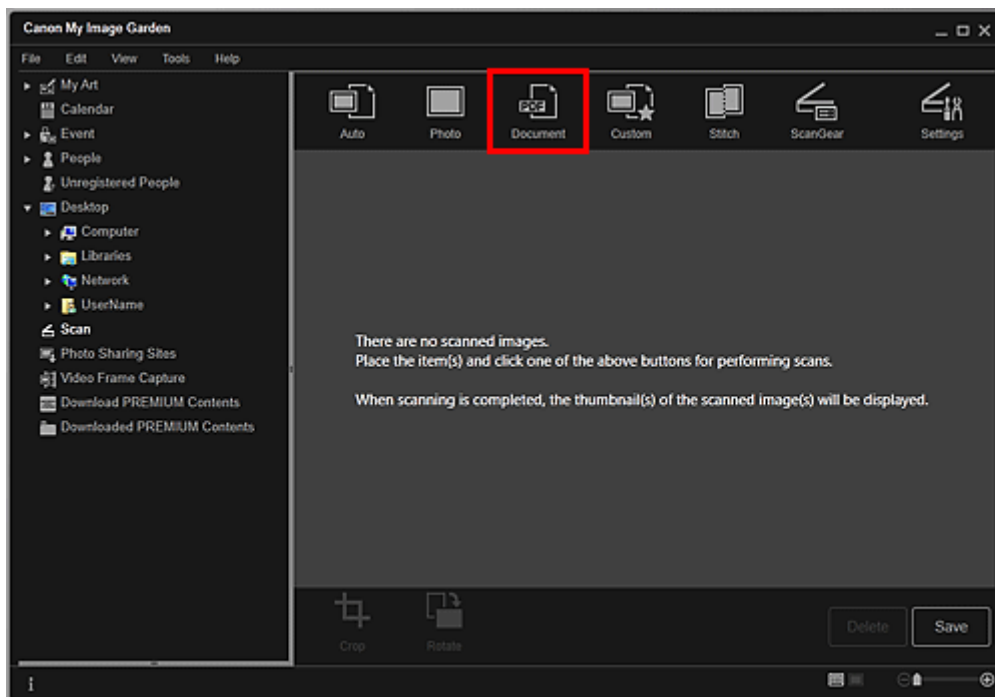 Canon My Image Garden
File Edit View Tools Help
My Art
Calendar
Event
People
Unregistered People
Desktop
Computer
Libraries
Network
UserName
Scan
Photo Sharing Sites
Video Frame Capture
Download PREMIUM Contents
Downloaded PREMIUM Contents
PDF
Auto Photo Document Custom Stitch ScanGear Settings
There are no scanned images.
Place the item(s) and click one of the above buttons for performing scans.
When scanning is completed, the thumbnail(s) of the scanned image(s) will be displayed.
Crop Rotate
Delete Save